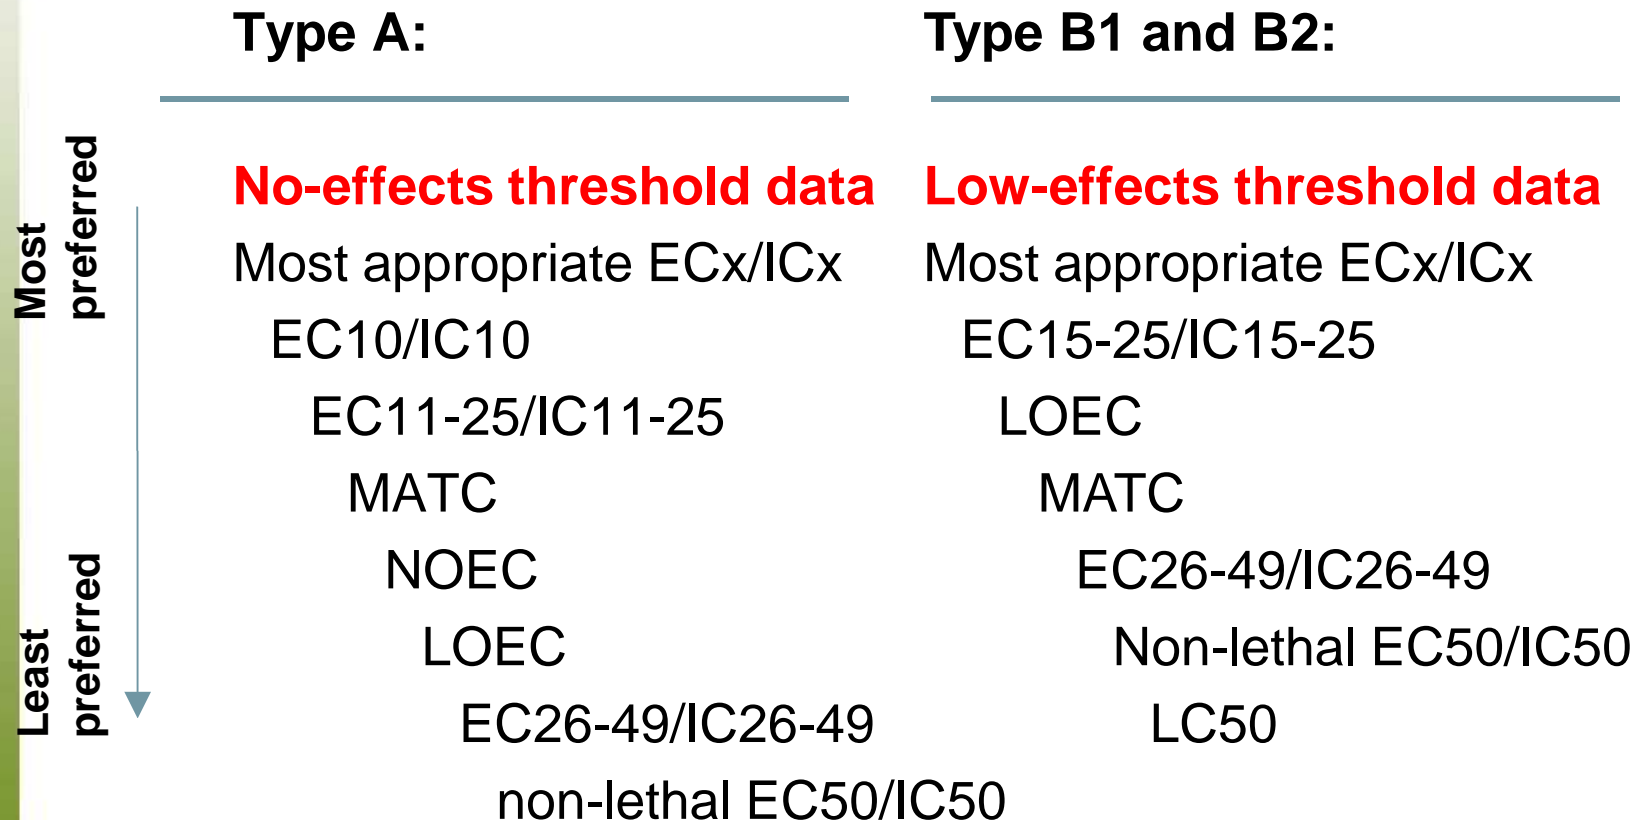 Type A:
Type B1 and B2:
Most
preferred
Least
preferred
No-effects threshold data
Most appropriate ECx/ICx
EC10/IC10
EC11-25/IC11-25
MATC
NOEC
LOEC
EC26-49/IC26-49
non-lethal EC50/IC50
Low-effects threshold data
Most appropriate ECx/ICx
EC15-25/IC15-25
LOEC
MATC
EC26-49/IC26-49
Non-lethal EC50/IC50
LC50